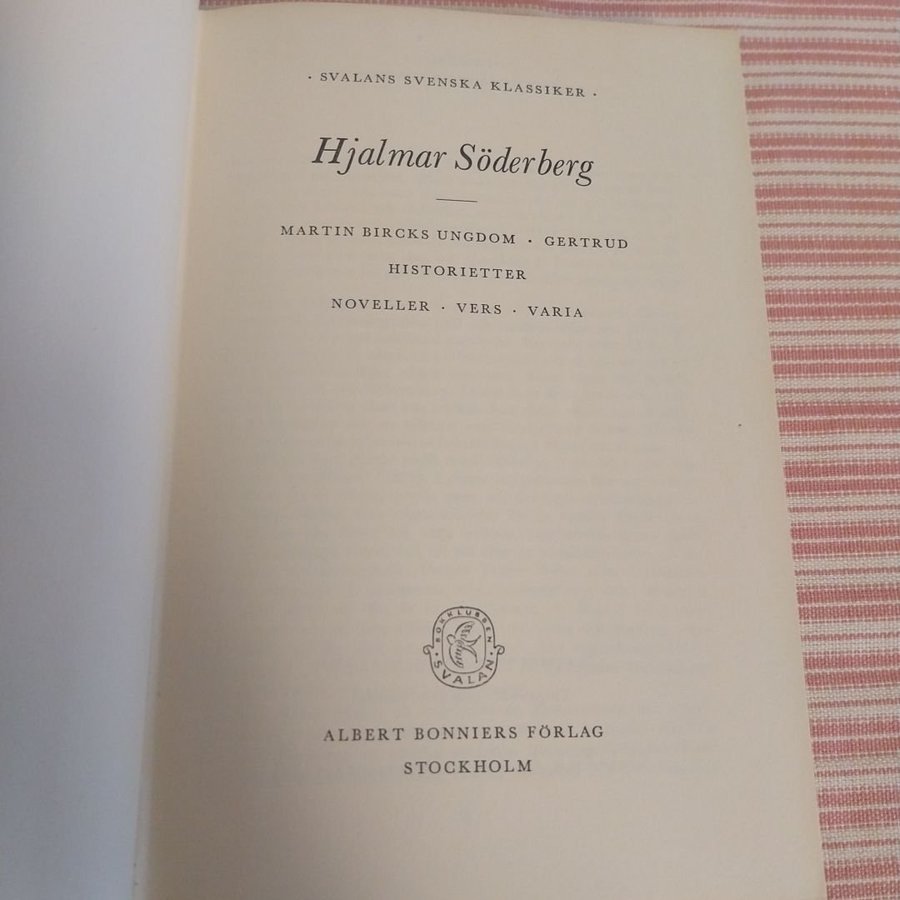 · SVALANS SVENSKA KLASSIKER ·
Hjalmar Söderberg
MARTIN BIRCKS UNGDOM · GERTRUD
HISTORIETTER
NOVELLER · VERS · VARIA
· BOKKLUBBEN ·
SVALAN
ALBERT BONNIERS FÖRLAG
STOCKHOLM